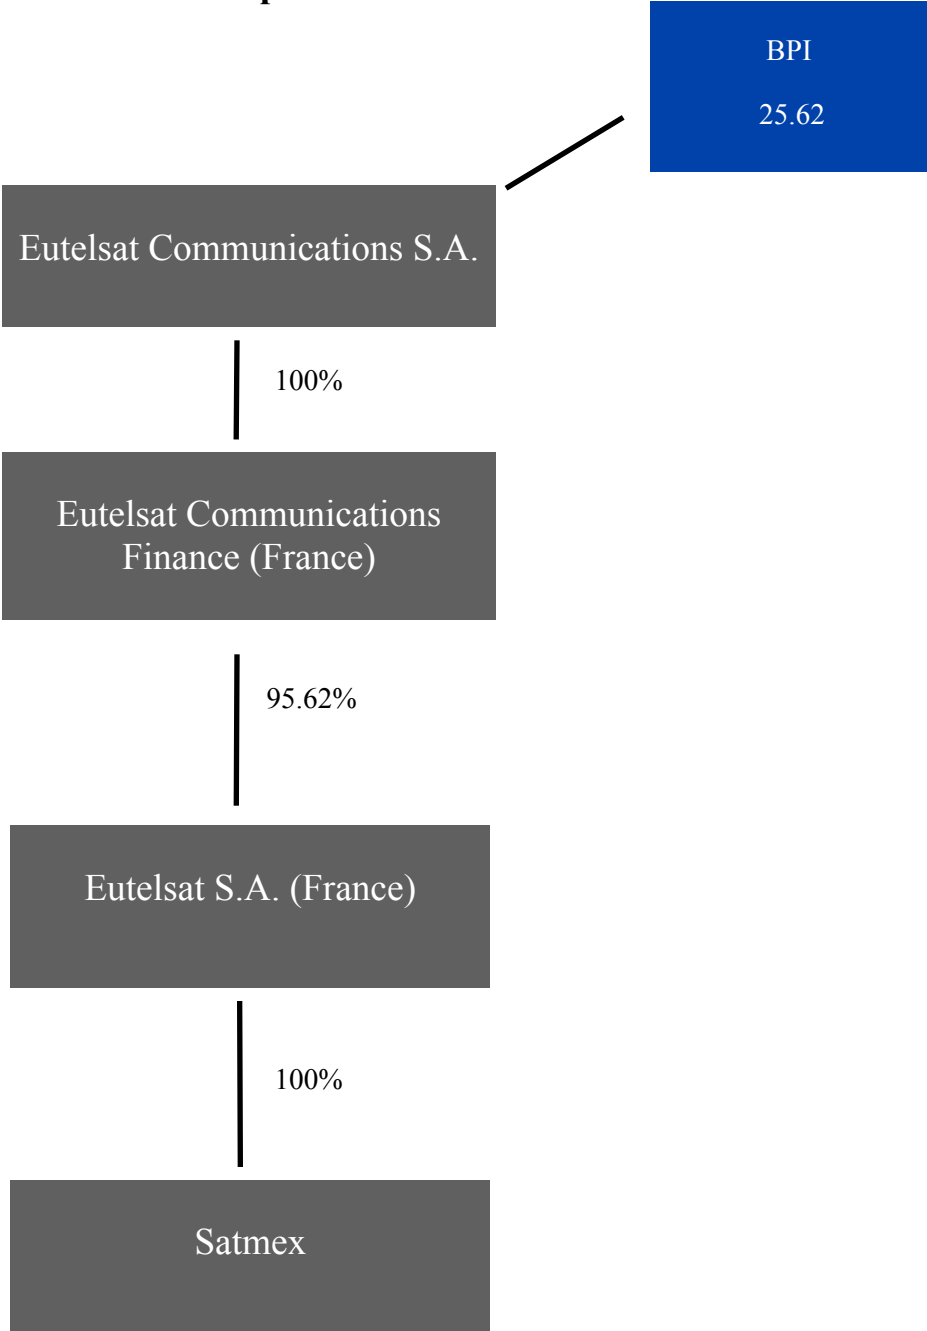 BPI
25.62
Eutelsat Communications S.A.
100%
Eutelsat Communications
Finance (France)
95.62%
Eutelsat S.A. (France)
100%
Satmex